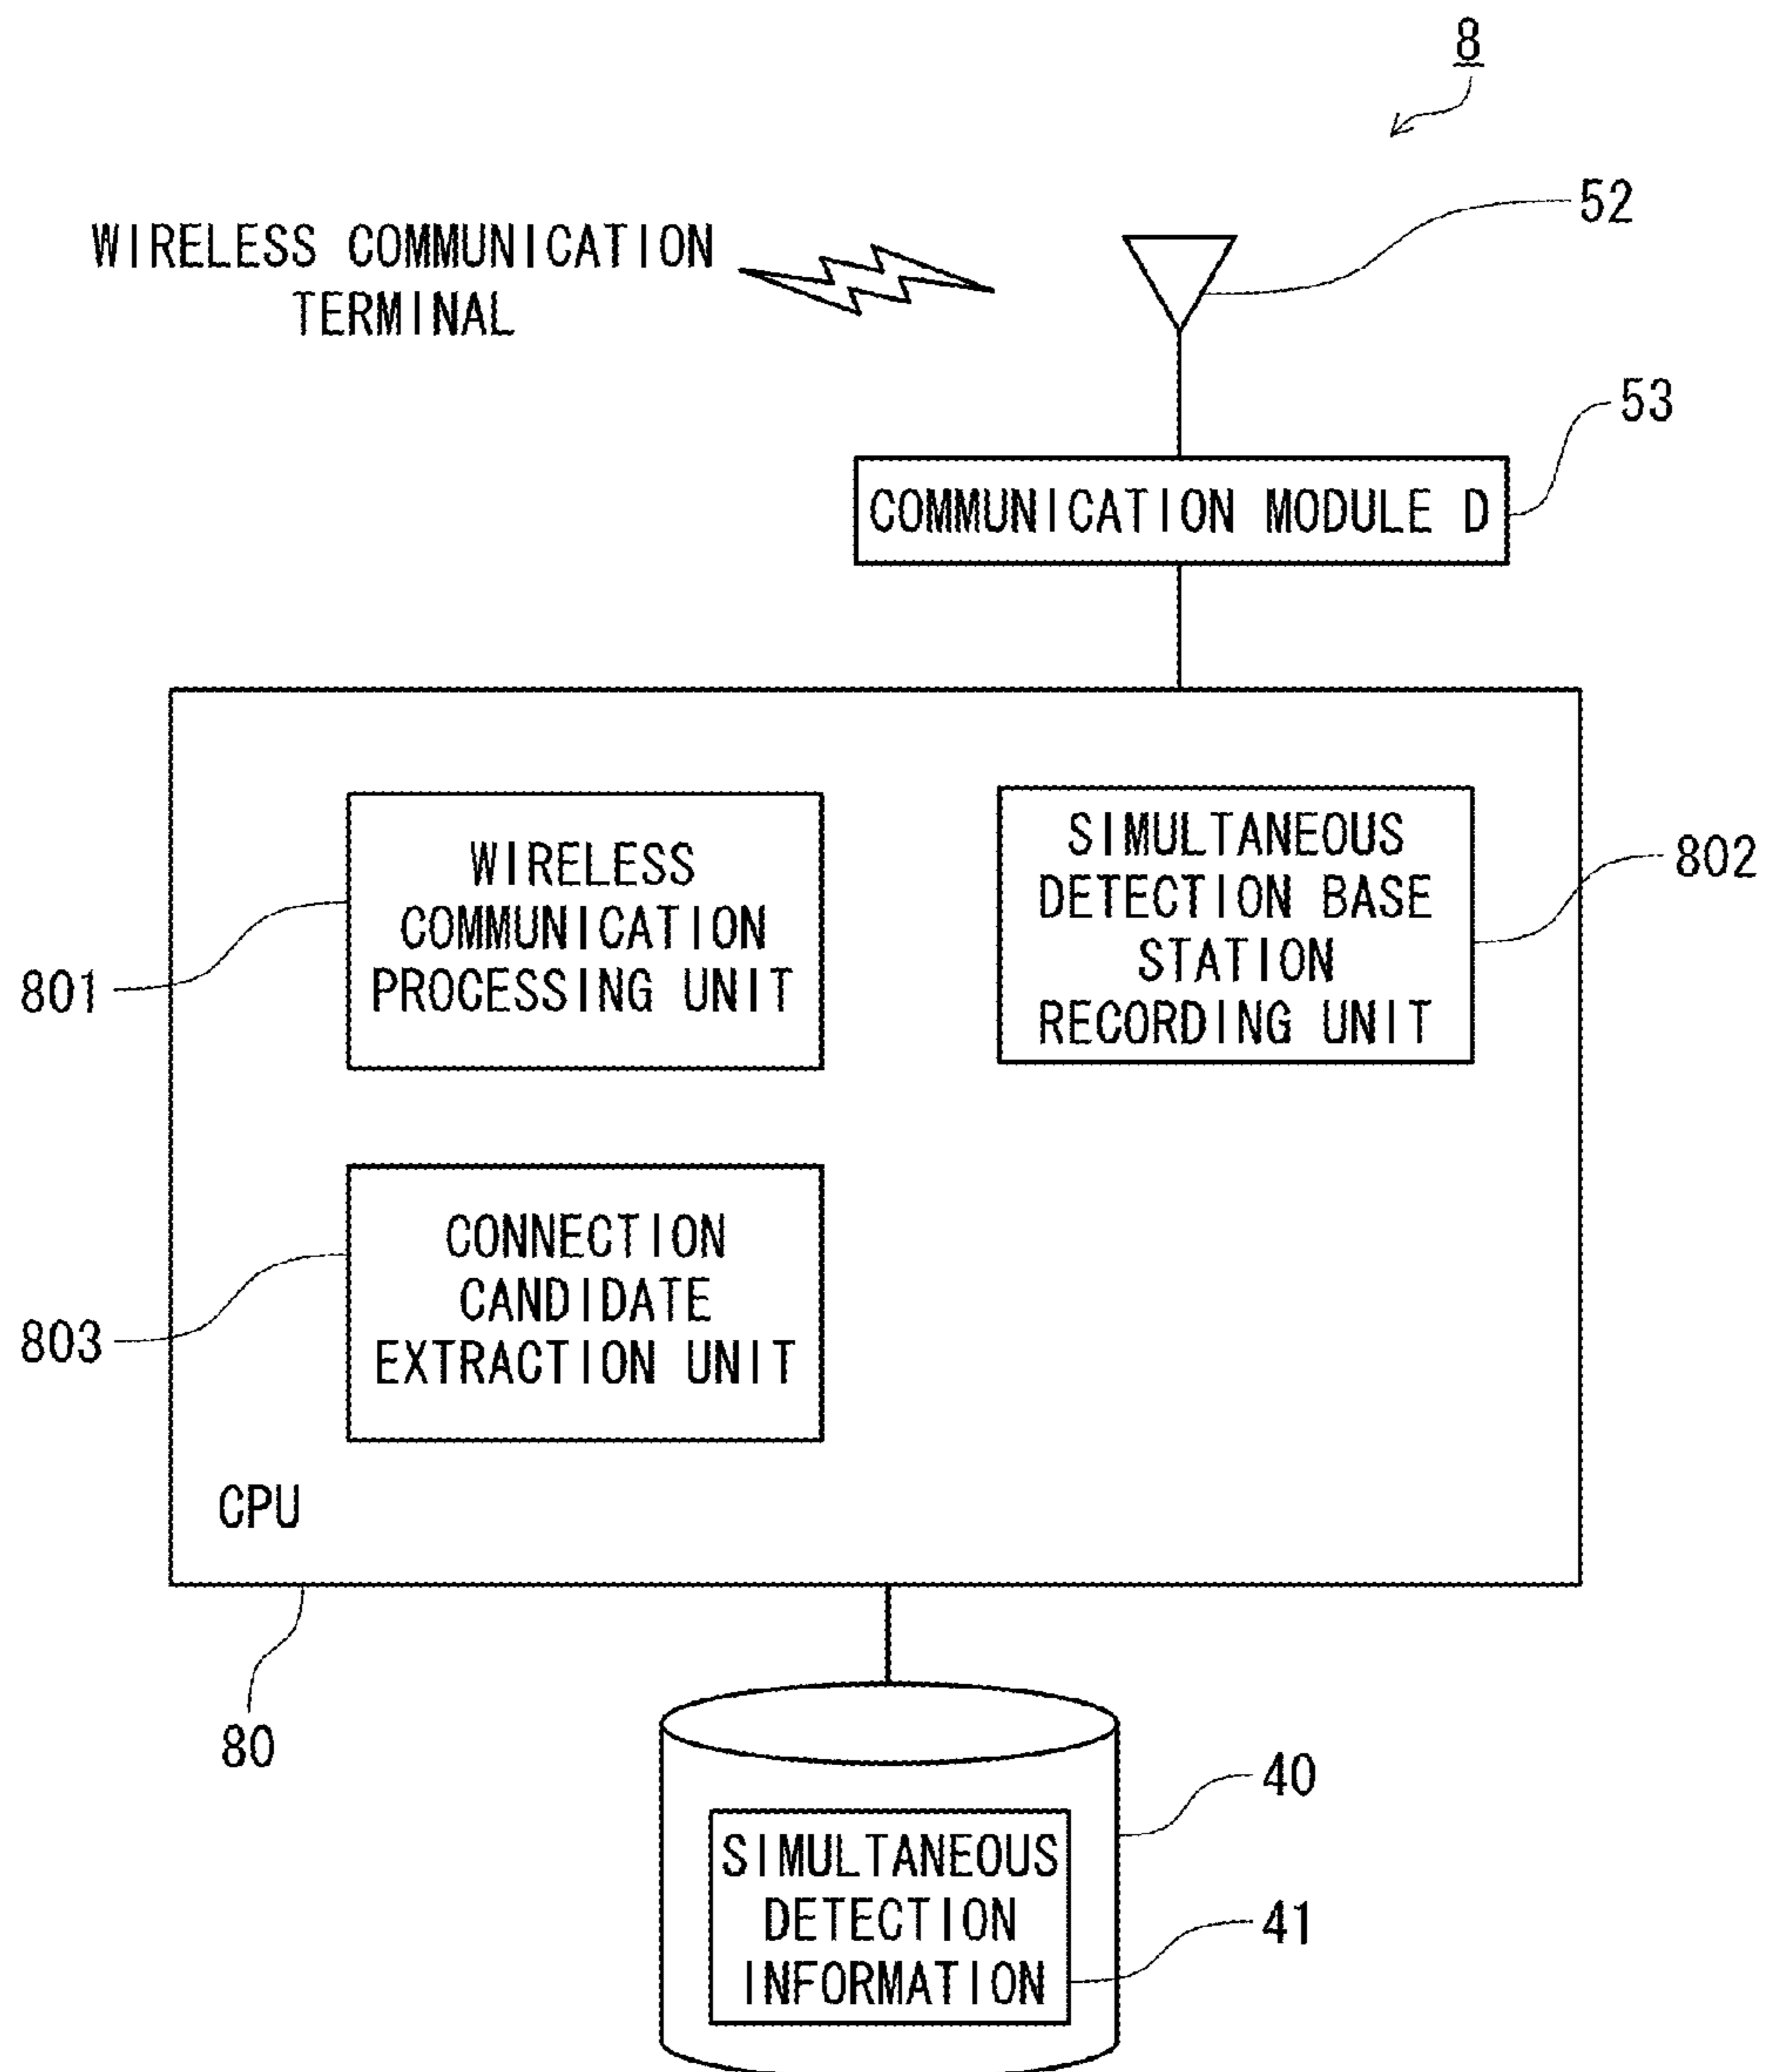 8
52
WIRELESS COMMUNICATION
TERMINAL
53
COMMUNICATION MODULE D
SIMULTANEOUS
DETECTION BASE
STATION
RECORDING UNIT
802
WIRELESS
COMMUNICATION
PROCESSING UNIT
801
CONNECTION
CANDIDATE
EXTRACTION UNIT
803
CPU
80
40
SIMULTANEOUS
DETECTION
INFORMATION
41